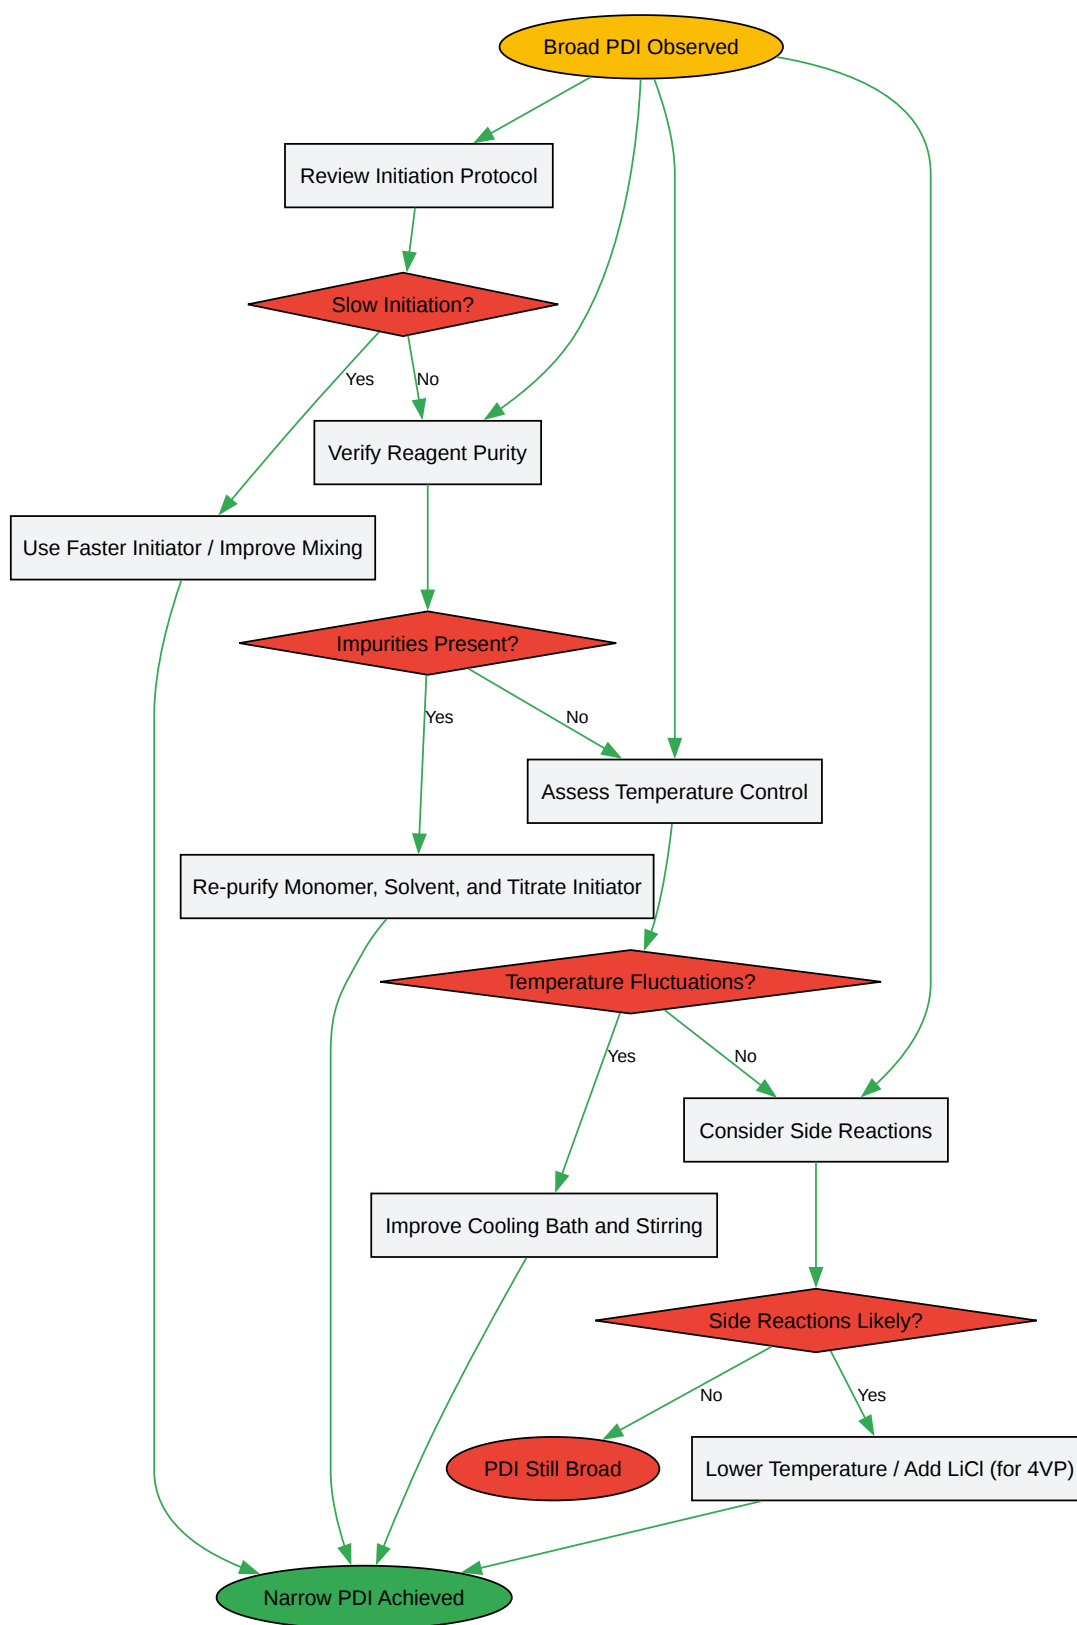 Broad PDI Observed
Review Initiation Protocol
Slow Initiation?
Yes
No
Verify Reagent Purity
Use Faster Initiator / Improve Mixing
Impurities Present?
Yes
No
Assess Temperature Control
Re-purify Monomer, Solvent, and Titrate Initiator
Temperature Fluctuations?
Yes
No
Consider Side Reactions
Improve Cooling Bath and Stirring
Side Reactions Likely?
No
Yes
PDI Still Broad
Lower Temperature / Add LiCl (for 4VP)
Narrow PDI Achieved